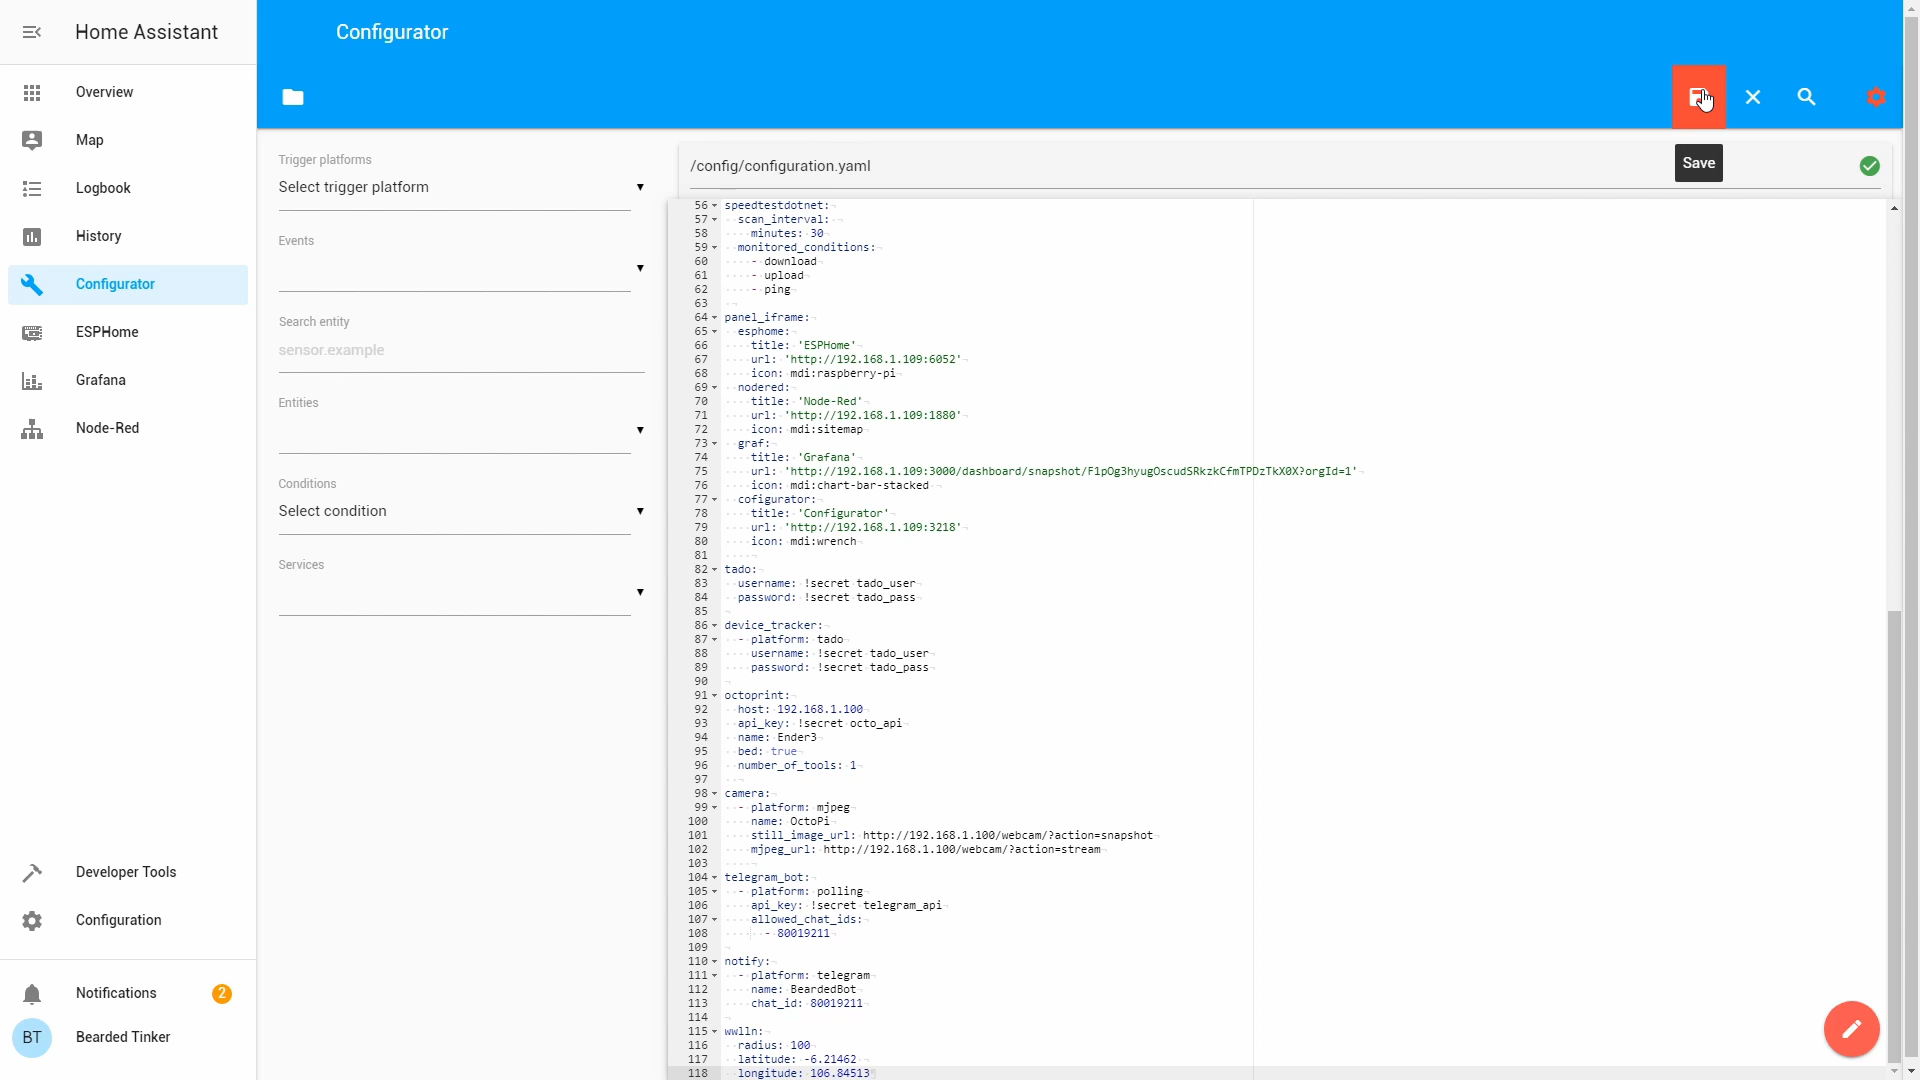 Home Assistant
Configurator
Overview
Map
Logbook
History
Configurator
ESPHome
Grafana
Node-Red
Developer Tools
Configuration
Notifications
2
BT
Bearded Tinker
Trigger platforms
Select trigger platform
Events
Search entity
sensor.example
Entities
Conditions
Select condition
Services
/config/configuration.yaml
Save
56 speedtestdotnet:
57 scan_interval:
58 minutes: 30
59 monitored_conditions:
60 - download
61 - upload
62 - ping
63
64 panel_iframe:
65 esphome:
66 title: 'ESPHome'
67 url: 'http://192.168.1.109:6052'
68 icon: mdi:raspberry-pi
69 nodered:
70 title: 'Node-Red'
71 url: 'http://192.168.1.109:1880'
72 icon: mdi:sitemap
73 graf:
74 title: 'Grafana'
75 url: 'http://192.168.1.109:3000/dashboard/snapshot/F1pOg3hyugOscudSRkzkCfmTPDzTkX0X?orgId=1'
76 icon: mdi:chart-bar-stacked
77 cofigurator:
78 title: 'Configurator'
79 url: 'http://192.168.1.109:3218'
80 icon: mdi:wrench
81
82 tado:
83 username: !secret tado_user
84 password: !secret tado_pass
85
86 device_tracker:
87 - platform: tado
88 username: !secret tado_user
89 password: !secret tado_pass
90
91 octoprint:
92 host: 192.168.1.100
93 api_key: !secret octo_api
94 name: Ender3
95 bed: true
96 number_of_tools: 1
97
98 camera:
99 - platform: mjpeg
100 name: OctoPi
101 still_image_url: http://192.168.1.100/webcam/?action=snapshot
102 mjpeg_url: http://192.168.1.100/webcam/?action=stream
103
104 telegram_bot:
105 - platform: polling
106 api_key: !secret telegram_api
107 allowed_chat_ids:
108 - 80019211
109
110 notify:
111 - platform: telegram
112 name: BeardedBot
113 chat_id: 80019211
114
115 wwlln:
116 radius: 100
117 latitude: -6.21462
118 longitude: 106.84513